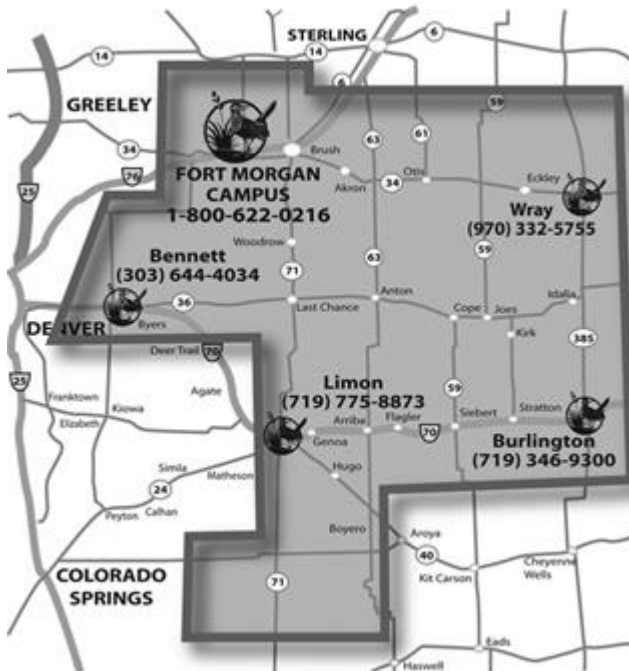 STERLING
6
14
14
6
59
GREELEY
63
61
34
Brush
76
FORT MORGAN
CAMPUS
1-800-622-0216
Akron
Otis
34
Eckley
25
Wray
(970) 332-5755
Woodrow
Bennett
(303) 644-4034
71
63
59
36
Last Chance
Anton
Cope
Joes
Idalia
DENVER
Byers
Kirk
385
Deer Trail
70
25
Limon
(719) 775-8873
59
Franktown
Agate
Kiowa
Elizabeth
Arriba
Flagler
Siebert
Stratton
Genoa
70
Burlington
(719) 346-9300
Simla
Matheson
Hugo
24
Peyton
Calhan
Boyero
Aroya
40
COLORADO
SPRINGS
71
Kit Carson
Cheyenne
Wells
Eads
Haswell